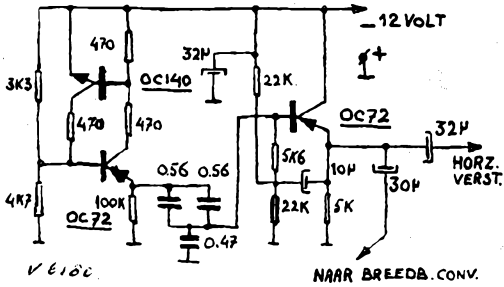 -12 VOLT
+
470
32µ
3K3
OC140
22K
OC72
470
470
32µ
HORZ.
VERST.
5K6
10µ
0.56
0.56
30µ
4K7
OC72
100K
22K
5K
0.47
NAAR BREEDB. CONV.